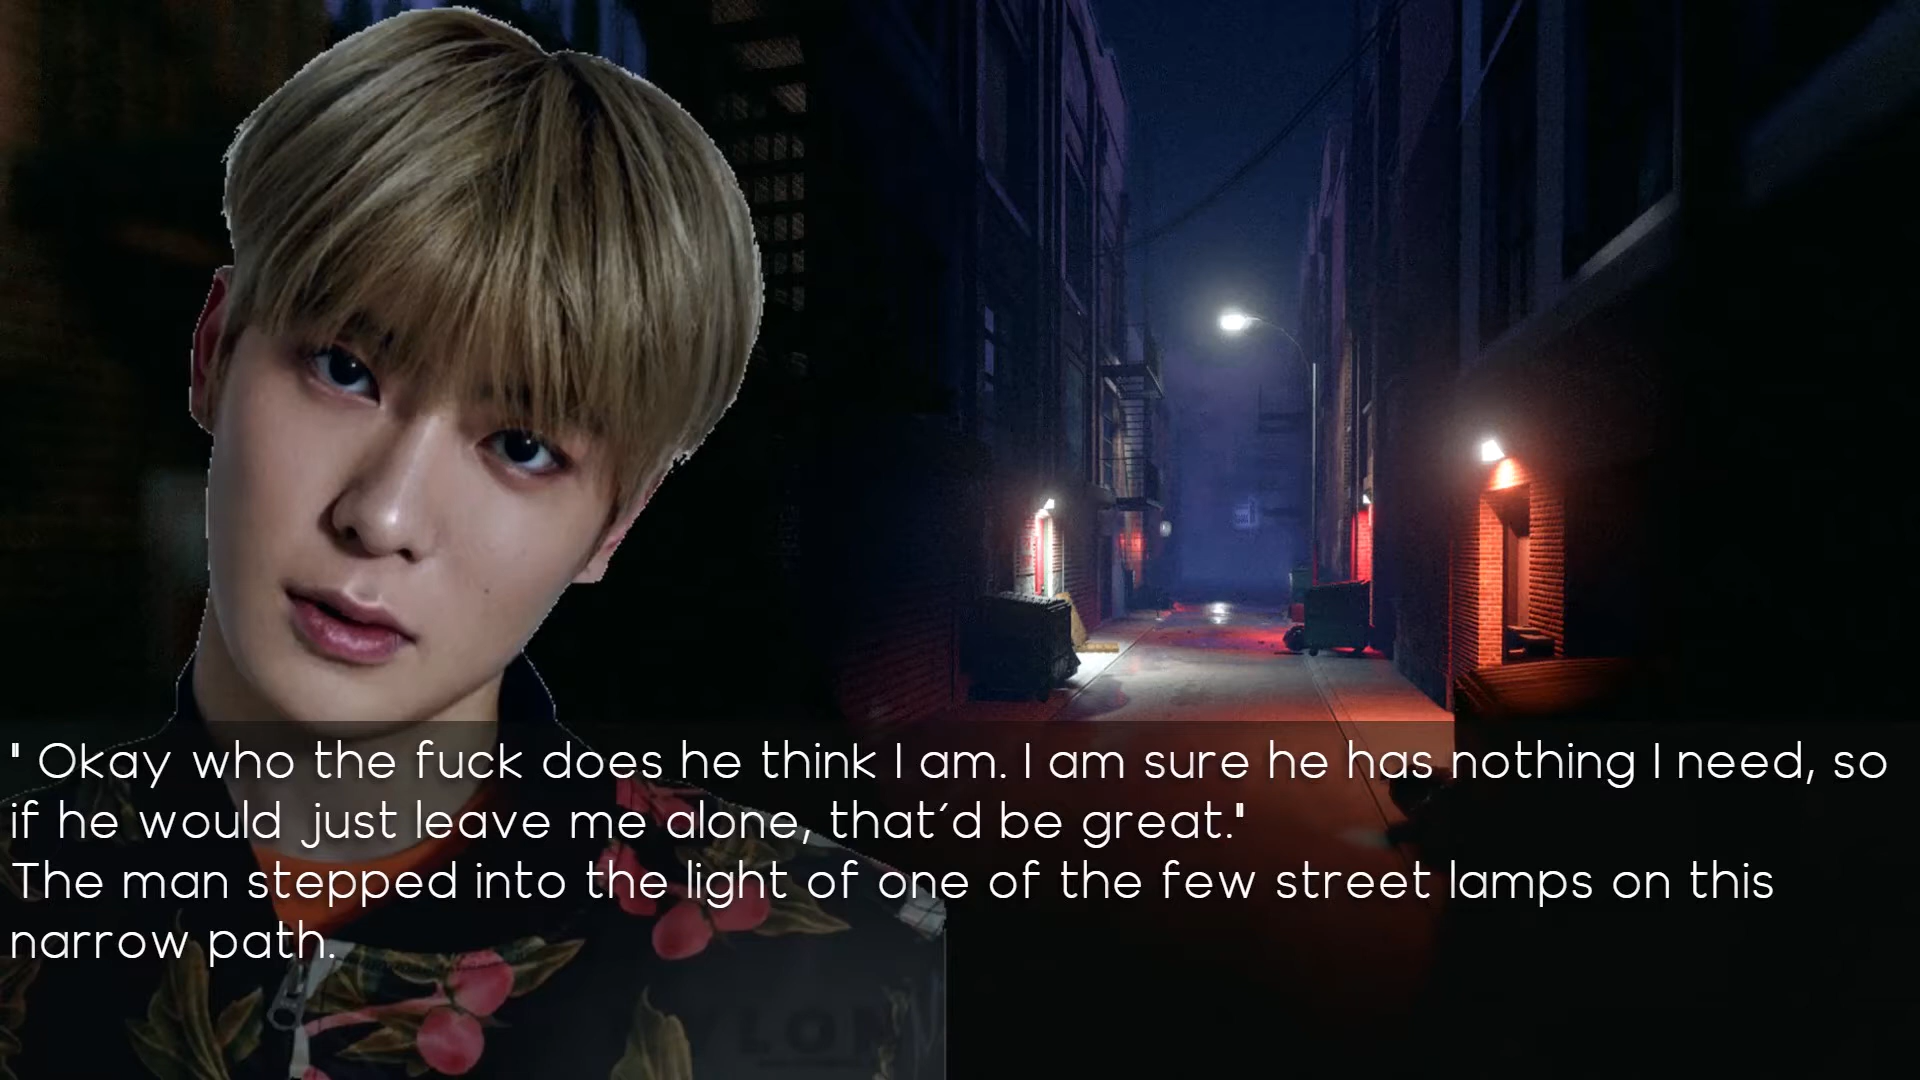 " Okay who the fuck does he think I am. I am sure he has nothing I need, so
if he would just leave me alone, that´d be great."
The man stepped into the light of one of the few street lamps on this
narrow path.